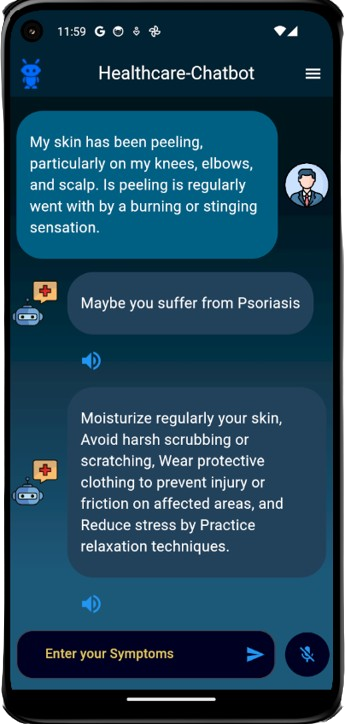 11:59
Healthcare-Chatbot
My skin has been peeling,
particularly on my knees, elbows,
and scalp. Is peeling is regularly
went with by a burning or stinging
sensation.
Maybe you suffer from Psoriasis
Moisturize regularly your skin,
Avoid harsh scrubbing or
scratching, Wear protective
clothing to prevent injury or
friction on affected areas, and
Reduce stress by Practice
relaxation techniques.
Enter your Symptoms